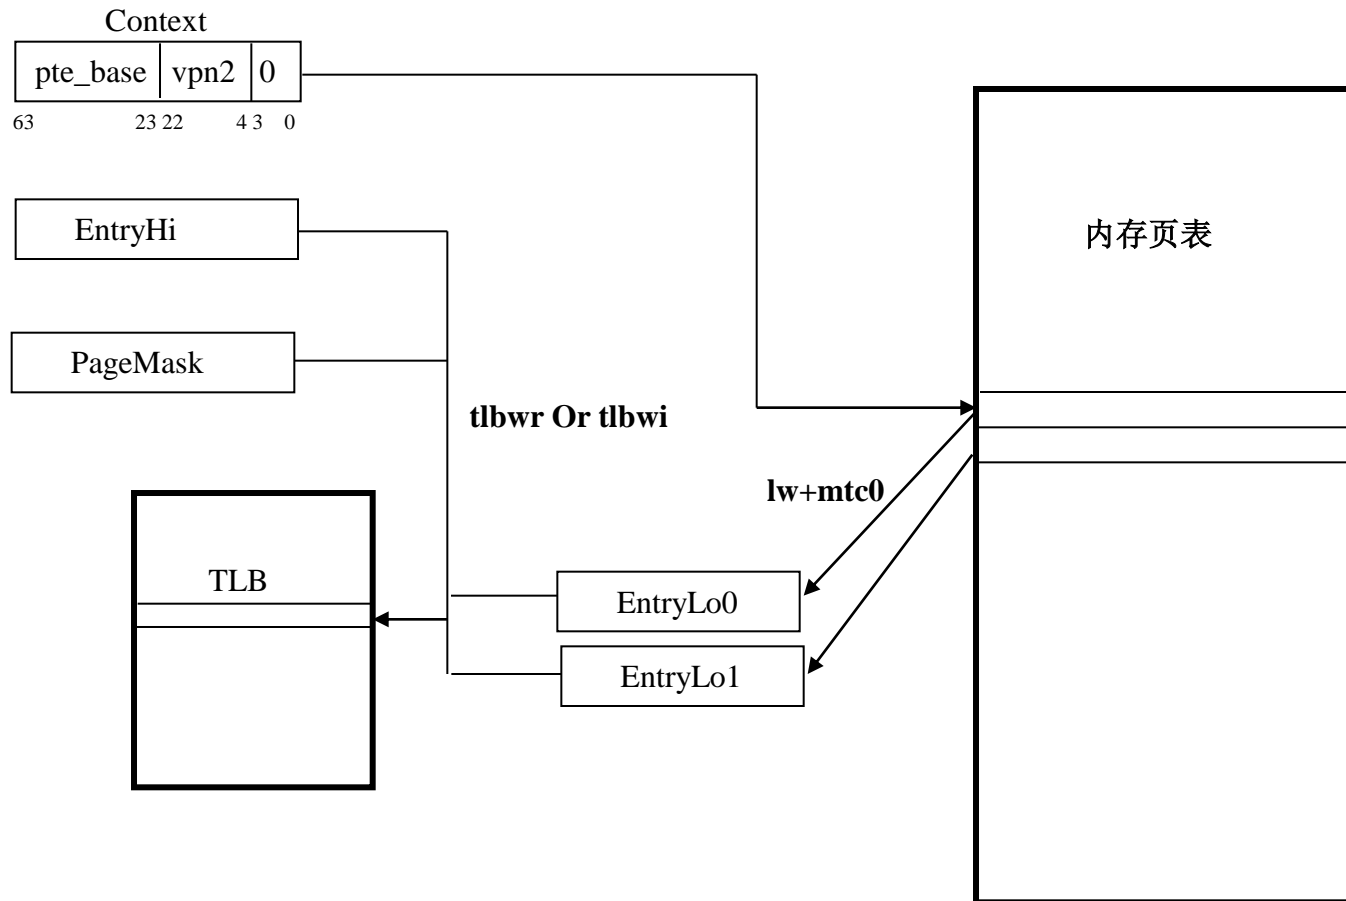 Context
pte_base vpn2 0
63 23 22 4 3 0
EntryHi
内存页表
PageMask
tlbwr Or tlbwi
lw+mtc0
TLB
EntryLo0
EntryLo1